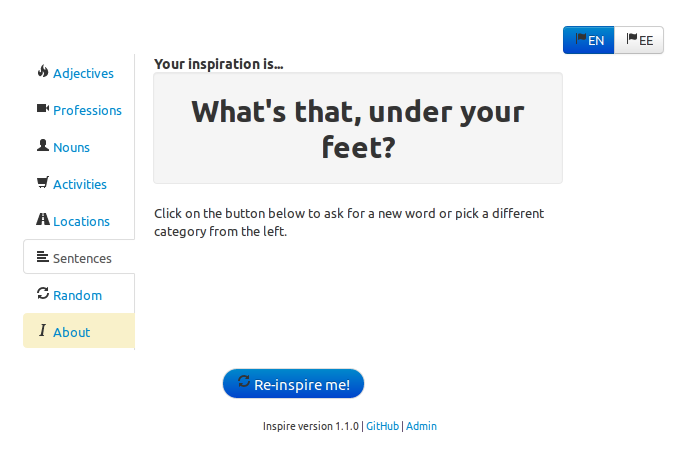 EN
EE
Adjectives
Professions
Nouns
Activities
Locations
Sentences
Random
About
Your inspiration is...
What's that, under your
feet?
Click on the button below to ask for a new word or pick a different
category from the left.
Re-inspire me!
Inspire version 1.1.0 | GitHub | Admin